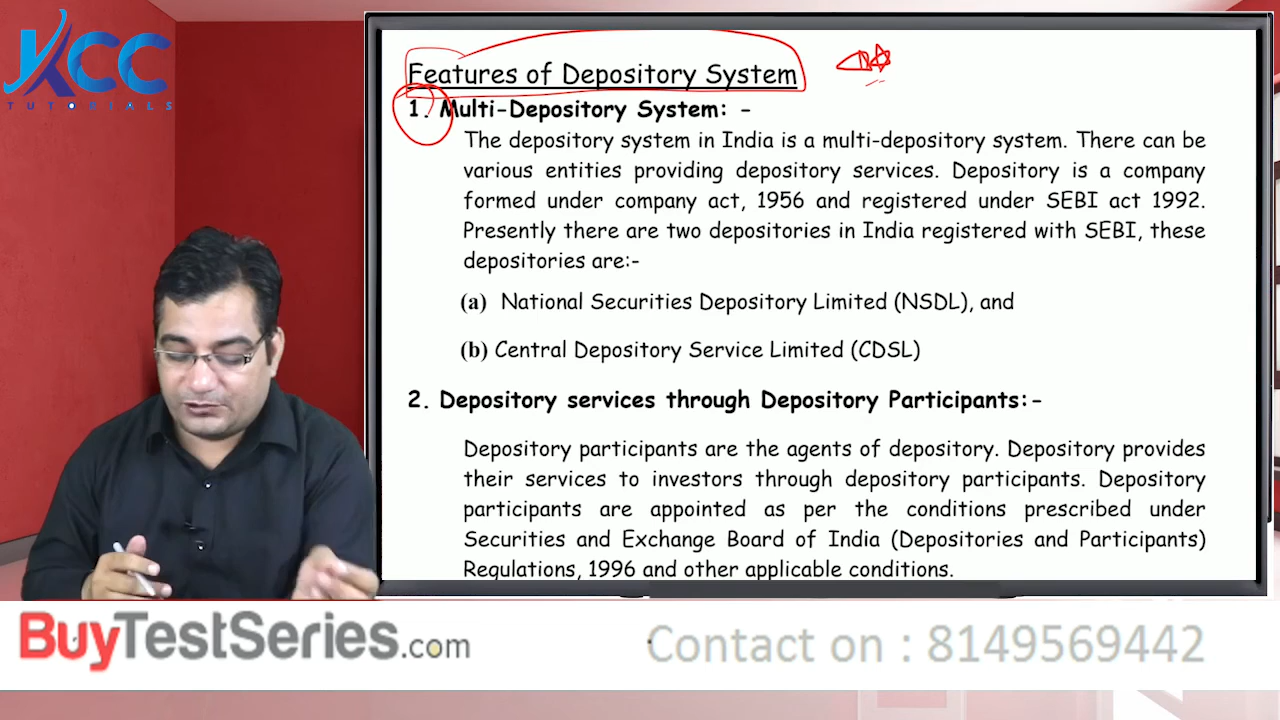 KCC
TUTORIALS
Features of Depository System
1. Multi-Depository System: -
The depository system in India is a multi-depository system. There can be
various entities providing depository services. Depository is a company
formed under company act, 1956 and registered under SEBI act 1992.
Presently there are two depositories in India registered with SEBI, these
depositories are:-
(a) National Securities Depository Limited (NSDL), and
(b) Central Depository Service Limited (CDSL)
2. Depository services through Depository Participants:-
Depository participants are the agents of depository. Depository provides
their services to investors through depository participants. Depository
participants are appointed as per the conditions prescribed under
Securities and Exchange Board of India (Depositories and Participants)
Regulations, 1996 and other applicable conditions.
BuyTestSeries.com
Contact on : 8149569442